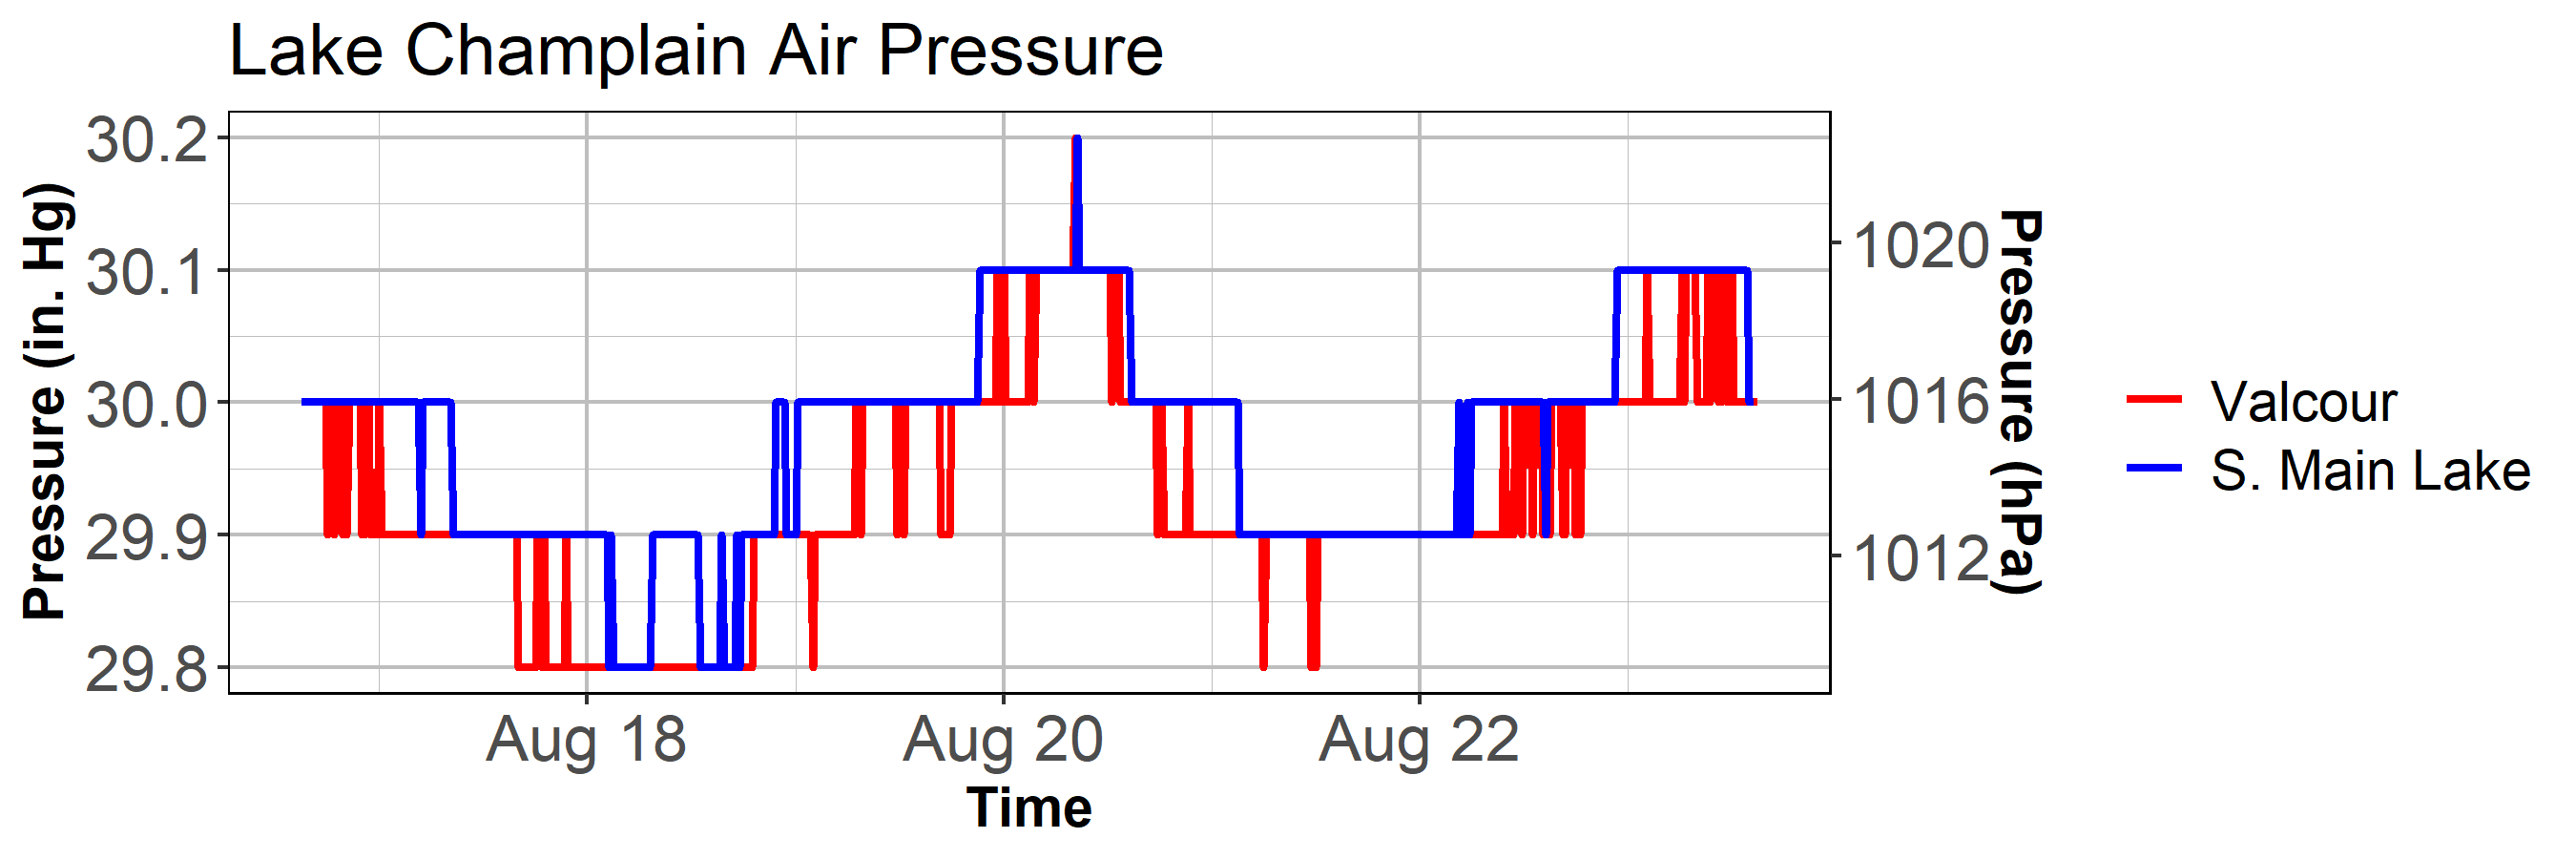 Lake Champlain Air Pressure
30.2
30.1
30.0
29.9
29.8
Pressure (in. Hg)
1020
1016
1012
Pressure (hPa)
Aug 18
Aug 20
Aug 22
Time
Valcour
S. Main Lake